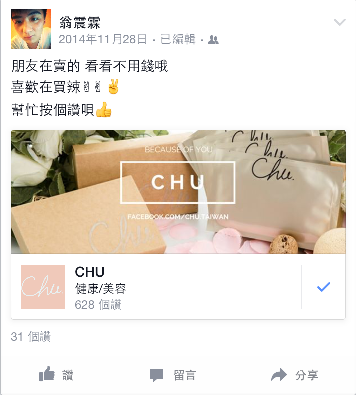 翁震霖
2014年11月28日 · 已編輯 ·
朋友在賣的 看看不用錢哦
喜歡在買辣✌✌✌️
幫忙按個讚唄👍
BECAUSE OF YOU
CHU
FACEBOOK.COM/CHU.TAIWAN
Chu.
Chu.
CHU
健康/美容
628 個讚
Chu
31 個讚
讚 留言 分享